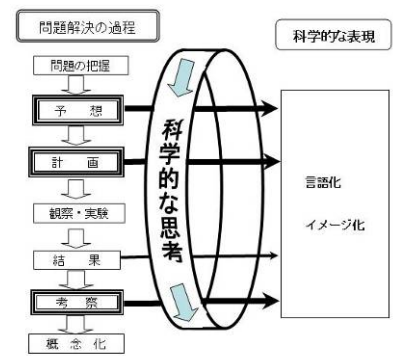 問題解決の過程
科学的な表現
問題の把握
予 想
計 画
観察・実験
結 果
考 察
概 念 化
科学的な思考
言語化
イメージ化